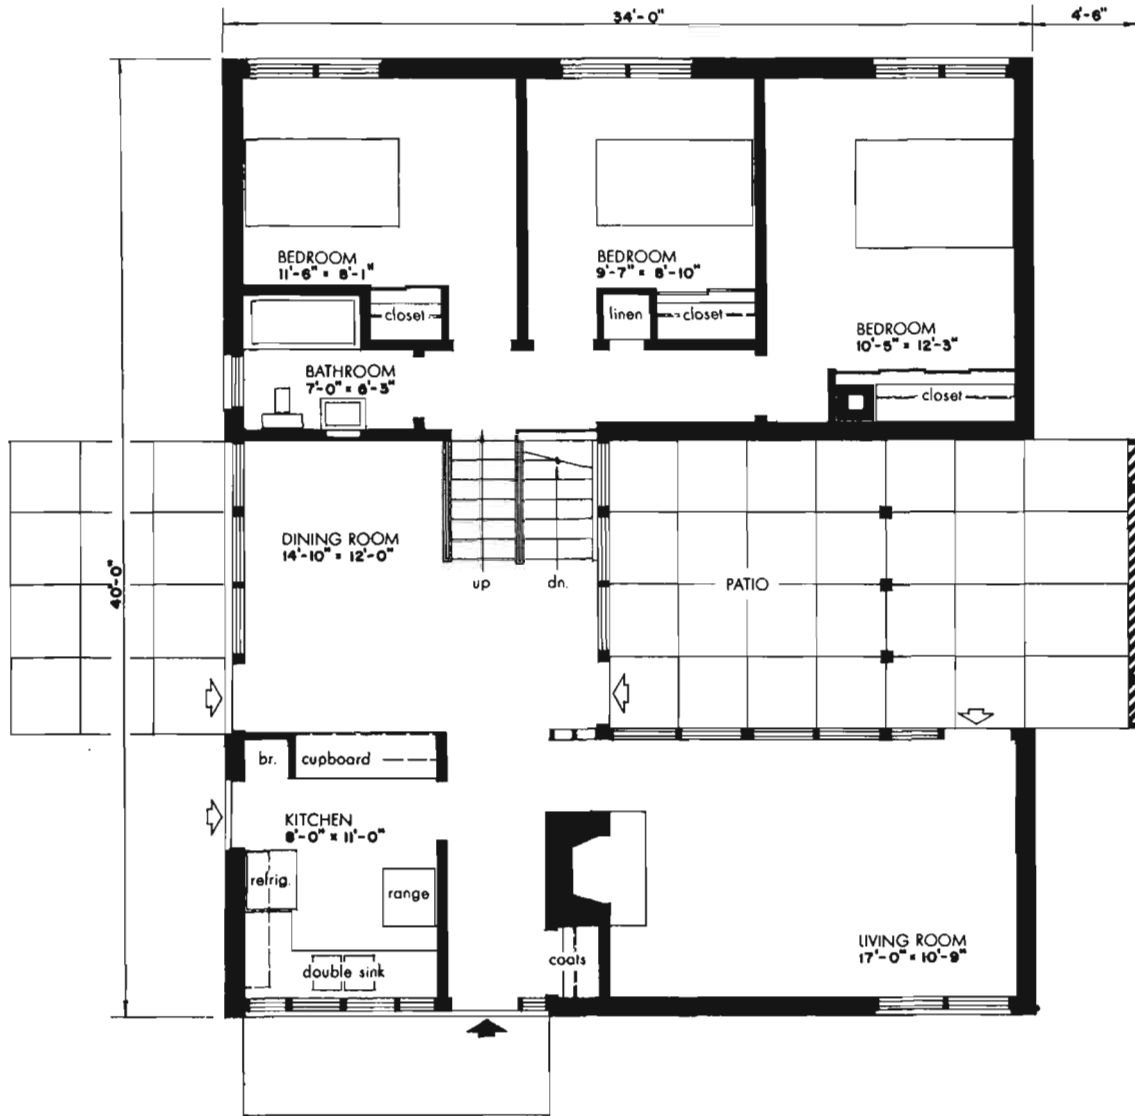 34'-0" 4'-6"
BEDROOM
11'-6" × 8'-1"
BEDROOM
9'-7" × 8'-10"
closet
linen
closet
BEDROOM
10'-5" × 12'-3"
BATHROOM
7'-0" × 6'-3"
closet
DINING ROOM
14'-10" × 12'-0"
up
dn.
PATIO
40'-0"
br.
cupboard
KITCHEN
8'-0" × 11'-0"
refrig.
range
double sink
coats
LIVING ROOM
17'-0" × 10'-9"